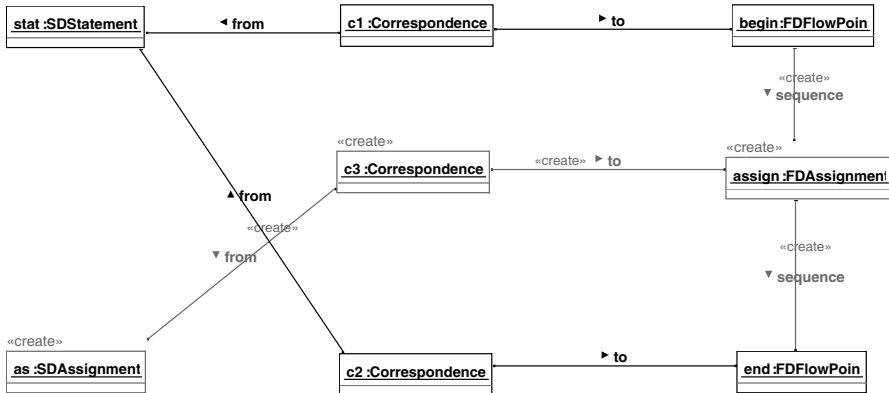 stat :SDStatement
◄ from
c1 :Correspondence
► to
begin:FDFlowPoin
«create»
▼ sequence
«create»
c3 :Correspondence
«create» ► to
«create»
assign :FDAssignment
▲ from
«create»
▼ from
«create»
▼ sequence
«create»
as :SDAssignment
c2 :Correspondence
► to
end :FDFlowPoin